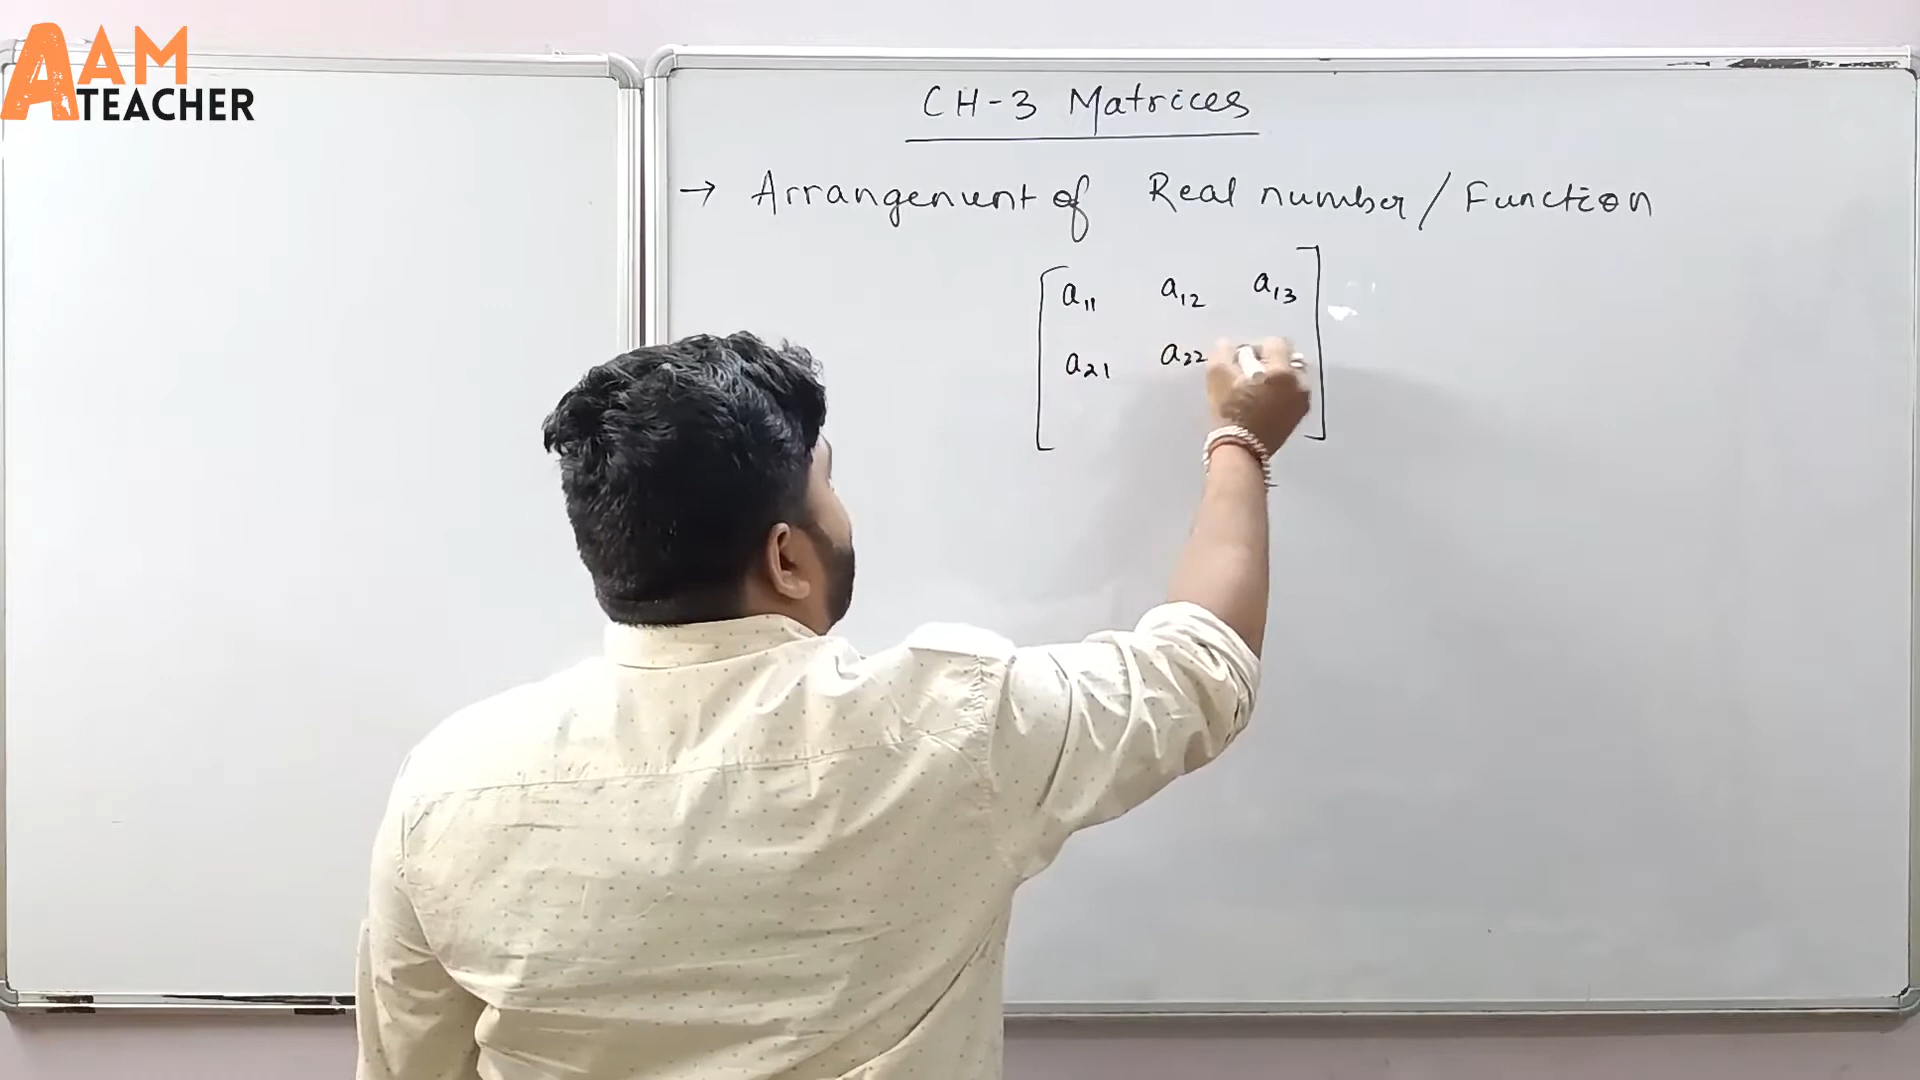 AAM
TEACHER
CH-3 Matrices
→ Arrangement of Real number / Function
a11 a12 a13
a21 a22